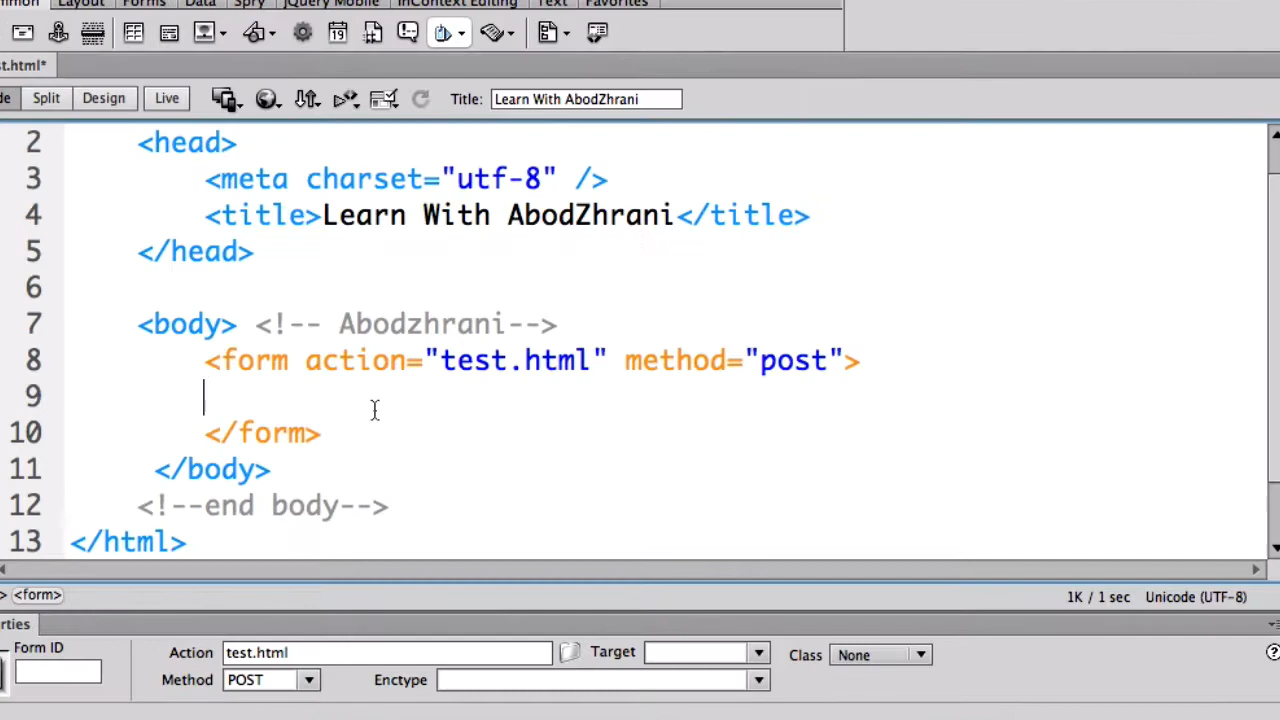 Layout Forms Data Spry jQuery Mobile InContext Editing Text Favorites
19
st.html*
de Split Design Live Title: Learn With AbodZhrani
2 <head>
3 <meta charset="utf-8" />
4 <title>Learn With AbodZhrani</title>
5 </head>
6
7 <body> <!-- Abodzhrani-->
8 <form action="test.html" method="post">
9
10 </form>
11 </body>
12 <!--end body-->
13 </html>
> <form> 1K / 1 sec Unicode (UTF-8)
rties
Form ID Action test.html Target Class None
Method POST Enctype